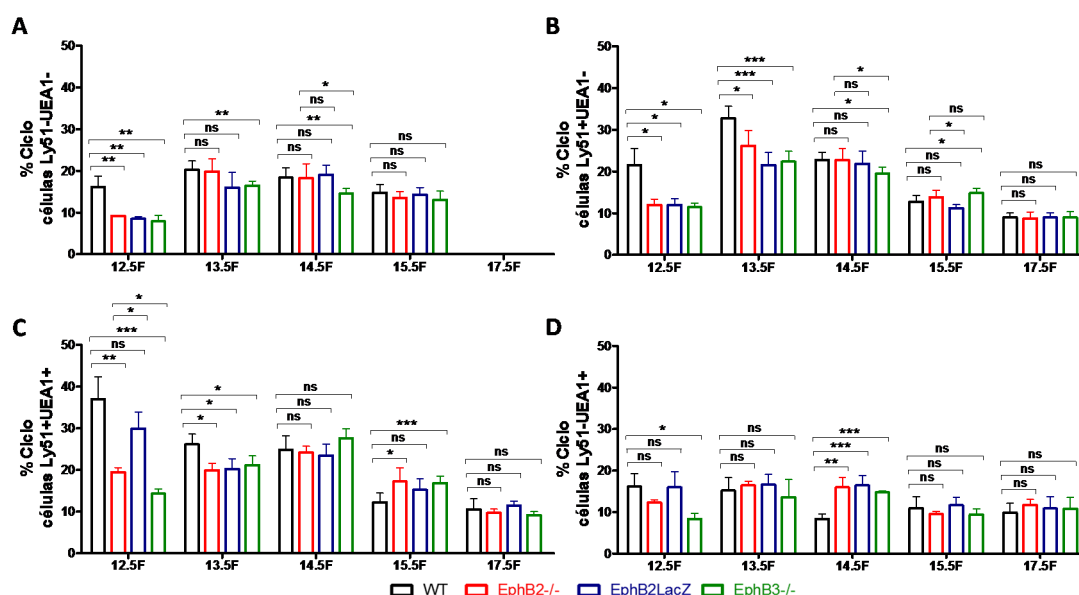 A
% Ciclo
células Ly51-UEA1-
50
40
30
20
10
0
**
**
**
**
ns
ns
*
ns
**
ns
ns
ns
ns
ns
12.5F 13.5F 14.5F 15.5F 17.5F
B
% Ciclo
células Ly51+UEA1-
50
40
30
20
10
0
*
*
*
***
***
*
*
ns
*
ns
ns
ns
*
*
ns
ns
ns
ns
ns
12.5F 13.5F 14.5F 15.5F 17.5F
C
% Ciclo
células Ly51+UEA1+
50
40
30
20
10
0
*
*
***
ns
**
*
*
*
ns
ns
ns
***
ns
*
ns
ns
ns
12.5F 13.5F 14.5F 15.5F 17.5F
D
% Ciclo
células Ly51-UEA1+
50
40
30
20
10
0
*
ns
ns
ns
ns
ns
***
***
**
ns
ns
ns
ns
ns
ns
12.5F 13.5F 14.5F 15.5F 17.5F
WT EphB2-/- EphB2LacZ EphB3-/-